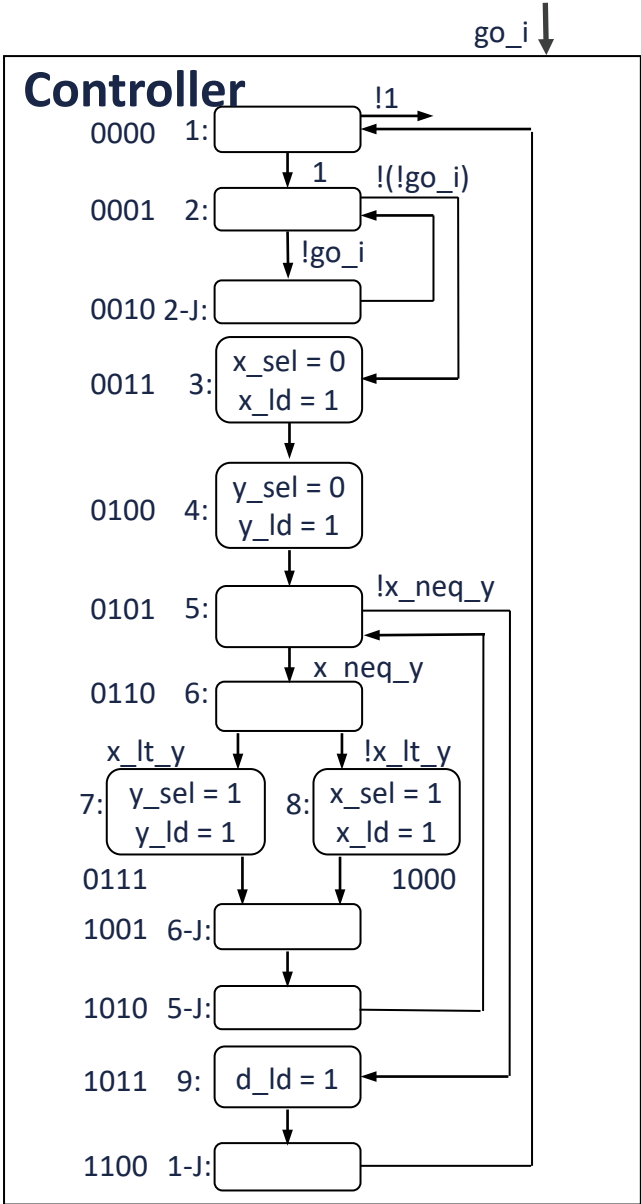 go_i
Controller
!1
0000 1:
1
!(!go_i)
0001 2:
!go_i
0010 2-J:
x_sel = 0
0011 3:
x_ld = 1
y_sel = 0
0100 4:
y_ld = 1
!x_neq_y
0101 5:
x_neq_y
0110 6:
x_lt_y !x_lt_y
7: y_sel = 1 8: x_sel = 1
y_ld = 1 x_ld = 1
0111 1000
1001 6-J:
1010 5-J:
1011 9: d_ld = 1
1100 1-J: